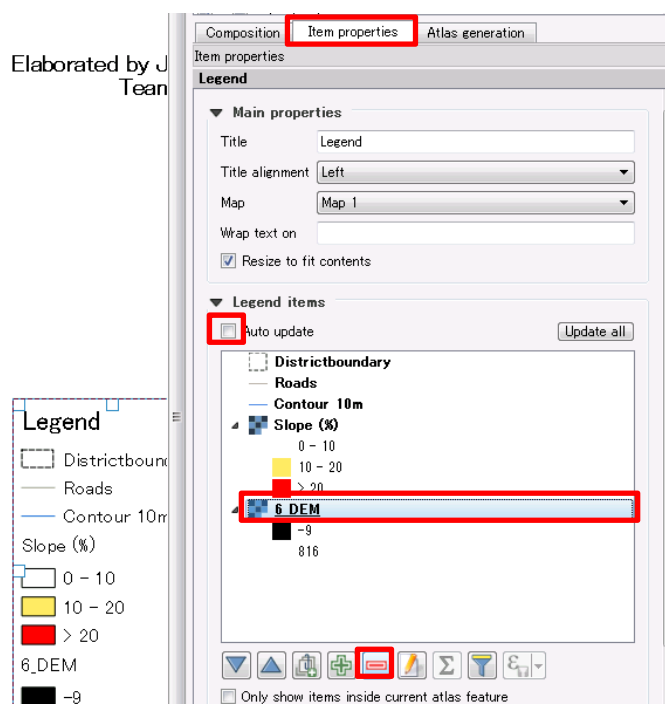 Composition Item properties Atlas generation
Elaborated by J
Team
Item properties
Legend
Main properties
Title Legend
Title alignment Left
Map Map 1
Wrap text on
Resize to fit contents
Legend items
Auto update Update all
Districtboundary
Roads
Contour 10m
Slope (%)
0 - 10
10 - 20
> 20
6_DEM
-9
816
Only show items inside current atlas feature
Legend
Districtboun
Roads
Contour 10m
Slope (%)
0 - 10
10 - 20
> 20
6_DEM
-9